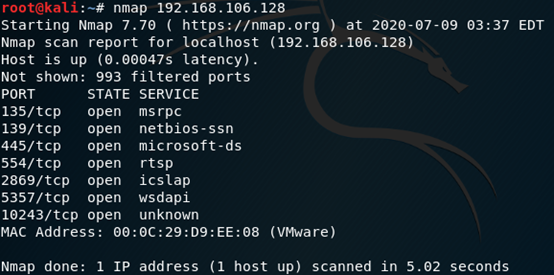 root@kali:~# nmap 192.168.106.128
Starting Nmap 7.70 ( https://nmap.org ) at 2020-07-09 03:37 EDT
Nmap scan report for localhost (192.168.106.128)
Host is up (0.00047s latency).
Not shown: 993 filtered ports
PORT      STATE SERVICE
135/tcp   open  msrpc
139/tcp   open  netbios-ssn
445/tcp   open  microsoft-ds
554/tcp   open  rtsp
2869/tcp  open  icslap
5357/tcp  open  wsdapi
10243/tcp open  unknown
MAC Address: 00:0C:29:D9:EE:08 (VMware)
Nmap done: 1 IP address (1 host up) scanned in 5.02 seconds